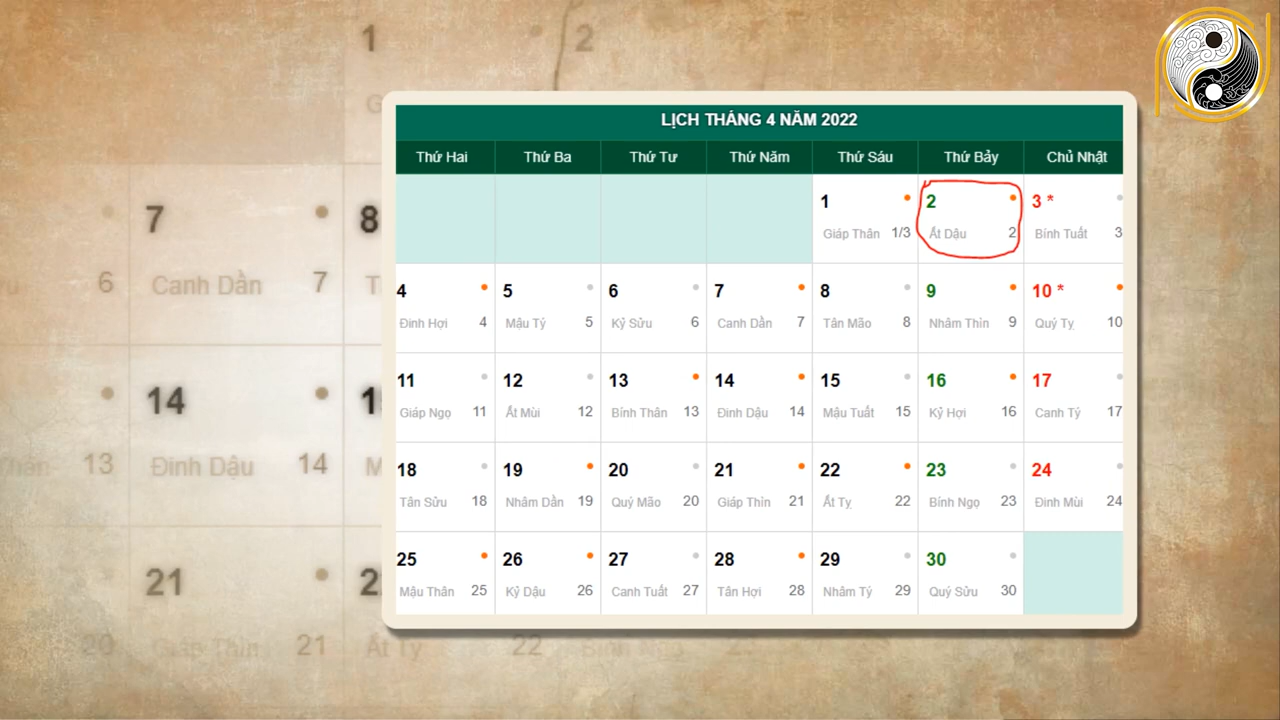 LỊCH THÁNG 4 NĂM 2022
Thứ Hai Thứ Ba Thứ Tư Thứ Năm Thứ Sáu Thứ Bảy Chủ Nhật
1 2 3 *
Giáp Thân 1/3 Ất Dậu 2 Bính Tuất 3
4 5 6 7 8 9 10 *
Đinh Hợi 4 Mậu Tý 5 Kỷ Sửu 6 Canh Dần 7 Tân Mão 8 Nhâm Thìn 9 Quý Tỵ 10
11 12 13 14 15 16 17
Giáp Ngọ 11 Ất Mùi 12 Bính Thân 13 Đinh Dậu 14 Mậu Tuất 15 Kỷ Hợi 16 Canh Tý 17
18 19 20 21 22 23 24
Tân Sửu 18 Nhâm Dần 19 Quý Mão 20 Giáp Thìn 21 Ất Tỵ 22 Bính Ngọ 23 Đinh Mùi 24
25 26 27 28 29 30
Mậu Thân 25 Kỷ Dậu 26 Canh Tuất 27 Tân Hợi 28 Nhâm Tý 29 Quý Sửu 30
1 2
7 8
6 Canh Dần 7
14
13 Đinh Dậu 14
21
20 Giáp Thìn 21 Ất Tỵ 22 Bính Ngọ